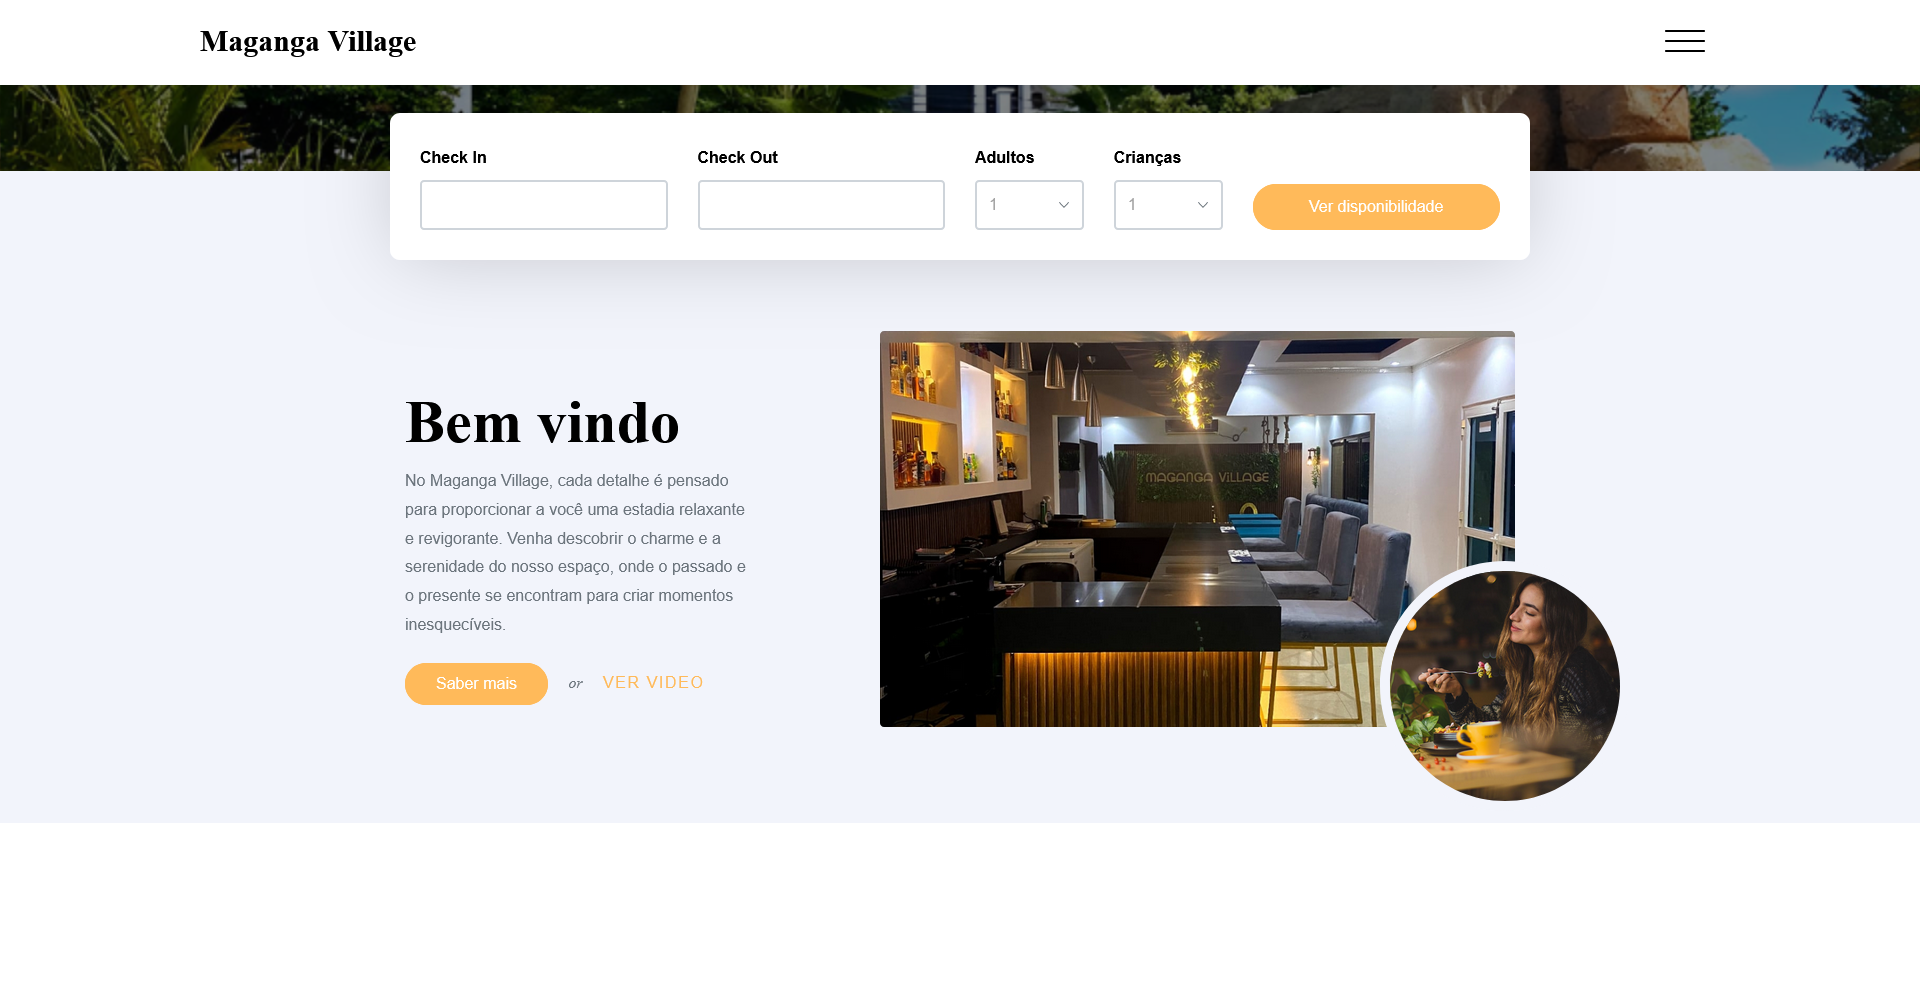 Maganga Village
Check In
Check Out
Adultos
Crianças
1
1
Ver disponibilidade
MAGANGA ViLLAGE
Bem vindo
No Maganga Village, cada detalhe é pensado
para proporcionar a você uma estadia relaxante
e revigorante. Venha descobrir o charme e a
serenidade do nosso espaço, onde o passado e
o presente se encontram para criar momentos
inesquecíveis.
Saber mais
or
VER VIDEO